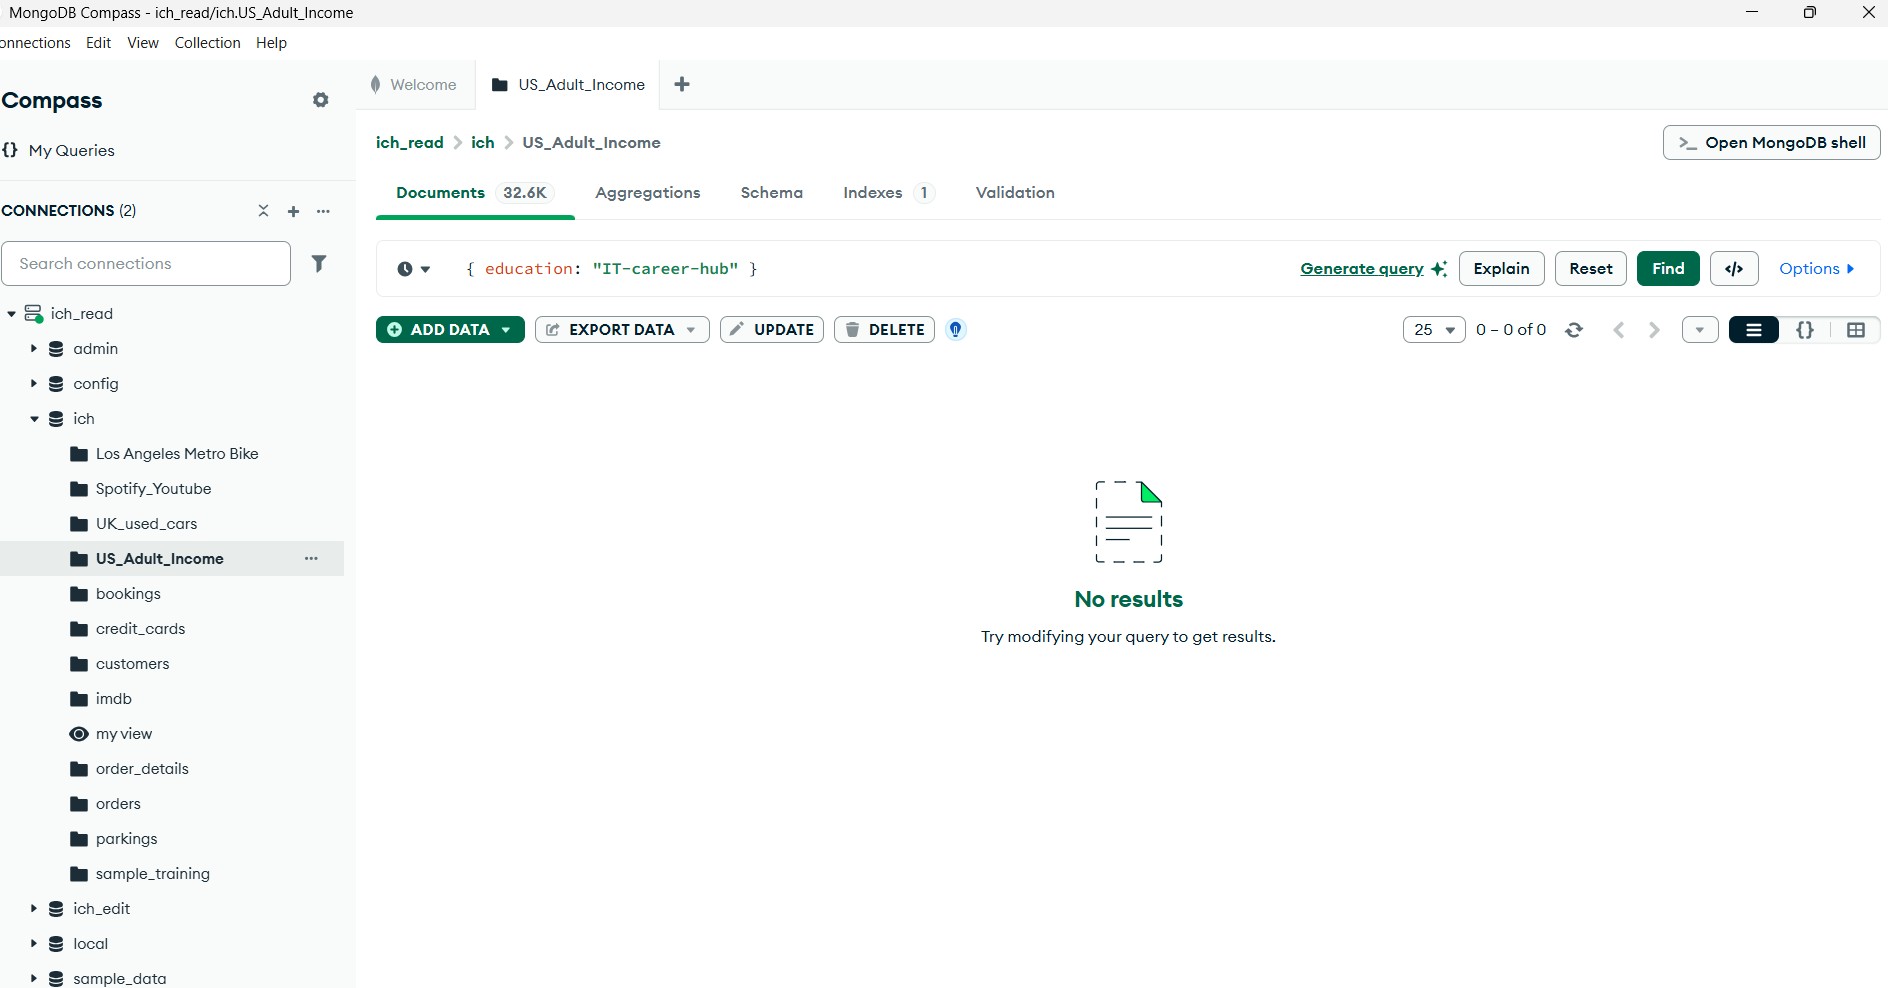 MongoDB Compass - ich_read/ich.US_Adult_Income
onnections Edit View Collection Help
Compass
{} My Queries
CONNECTIONS (2)
Search connections
ich_read
admin
config
ich
Los Angeles Metro Bike
Spotify_Youtube
UK_used_cars
US_Adult_Income
bookings
credit_cards
customers
imdb
my view
order_details
orders
parkings
sample_training
ich_edit
local
sample_data
Welcome US_Adult_Income
ich_read > ich > US_Adult_Income
>_ Open MongoDB shell
Documents 32.6K Aggregations Schema Indexes 1 Validation
{ education: "IT-career-hub" }
Generate query Explain Reset Find </> Options
ADD DATA EXPORT DATA UPDATE DELETE 25 0 – 0 of 0 {}
No results
Try modifying your query to get results.